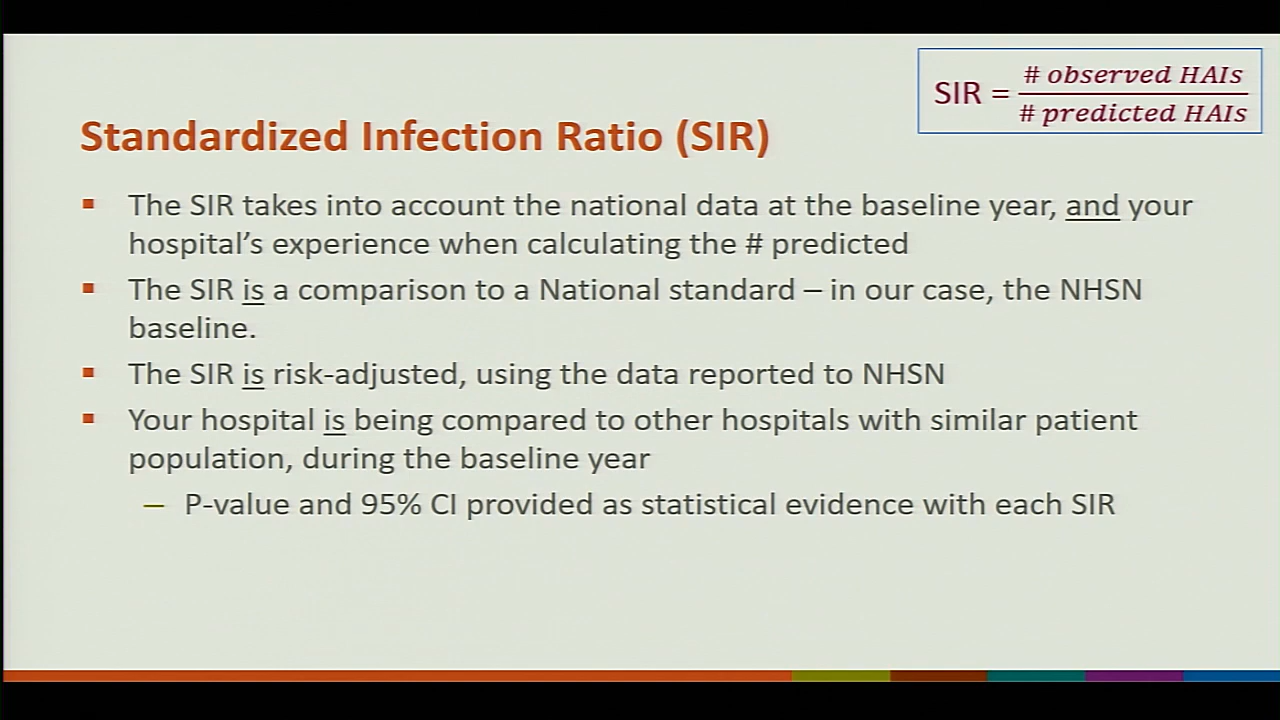 SIR = # observed HAIs / # predicted HAIs
Standardized Infection Ratio (SIR)
▪ The SIR takes into account the national data at the baseline year, and your
hospital's experience when calculating the # predicted
▪ The SIR is a comparison to a National standard – in our case, the NHSN
baseline.
▪ The SIR is risk-adjusted, using the data reported to NHSN
▪ Your hospital is being compared to other hospitals with similar patient
population, during the baseline year
– P-value and 95% CI provided as statistical evidence with each SIR